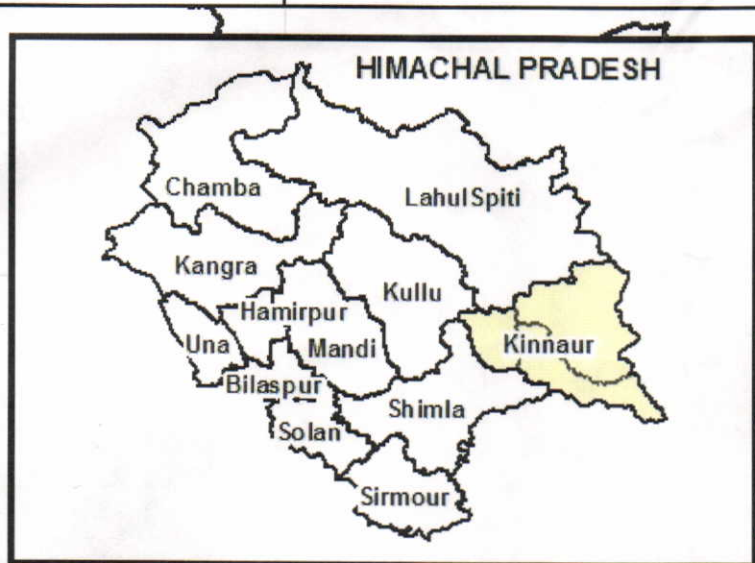 HIMACHAL PRADESH
Chamba
Lahul Spiti
Kangra
Kullu
Hamirpur
Una
Mandi
Kinnaur
Bilaspur
Shimla
Solan
Sirmour